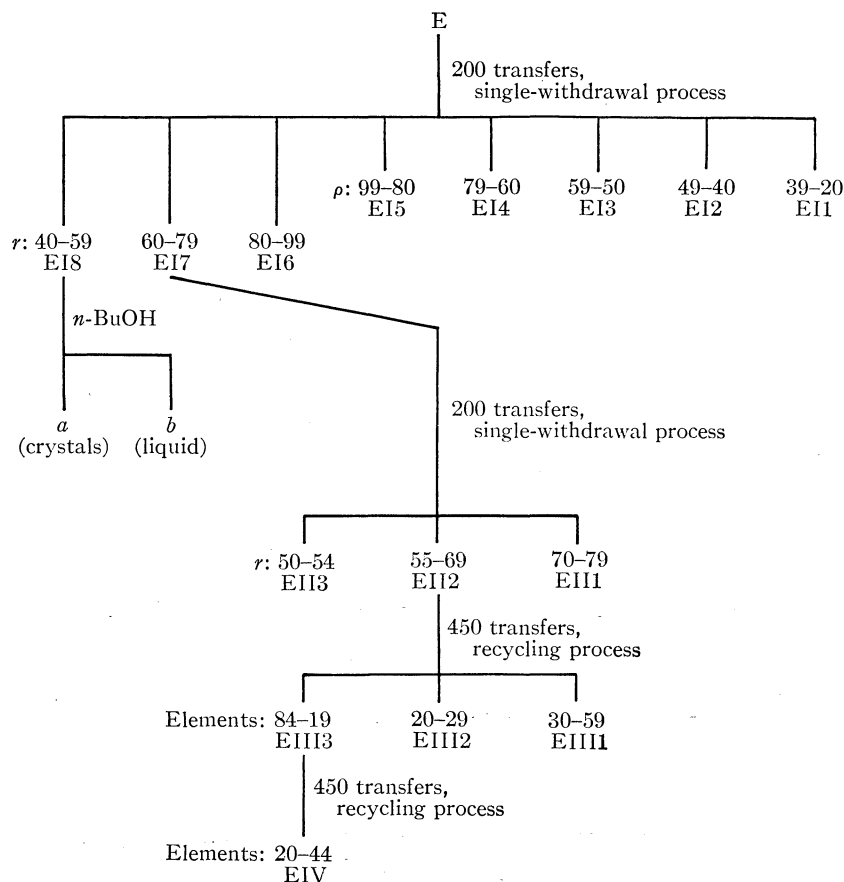 E
200 transfers,
single-withdrawal process
ρ: 99–80 79–60 59–50 49–40 39–20
EI5 EI4 EI3 EI2 EI1
r: 40–59 60–79 80–99
EI8 EI7 EI6
n-BuOH
a b
(crystals) (liquid)
200 transfers,
single-withdrawal process
r: 50–54 55–69 70–79
EII3 EII2 EII1
450 transfers,
recycling process
Elements: 84–19 20–29 30–59
EIII3 EIII2 EIII1
450 transfers,
recycling process
Elements: 20–44
EIV